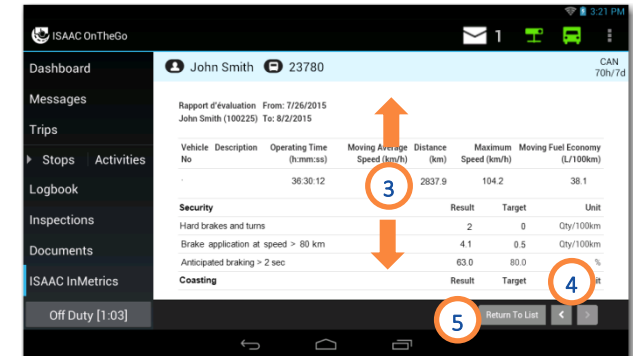 3:21 PM
ISAAC OnTheGo
1
Dashboard
John Smith 23780
CAN
70h/7d
Messages
Rapport d'évaluation From: 7/26/2015
John Smith (100225) To: 8/2/2015
Trips
Vehicle Description Operating Time Moving Average Distance Maximum Moving Fuel Economy
No (h:mm:ss) Speed (km/h) (km) Speed (km/h) (L/100km)
Stops Activities
36:30:12 2837.9 104.2 38.1
3
Logbook
Security Result Target Unit
Hard brakes and turns 2 0 Qty/100km
Inspections
Brake application at speed > 80 km 4.1 0.5 Qty/100km
Documents
Anticipated braking > 2 sec 63.0 80.0 %
ISAAC InMetrics
Coasting Result Target
4
Off Duty [1:03]
5
Return To List < >